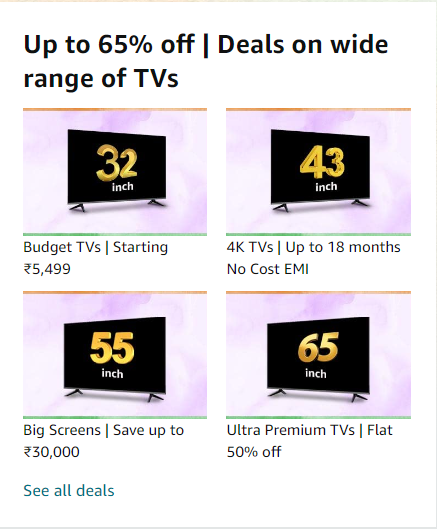 Up to 65% off | Deals on wide
range of TVs
32
inch
43
inch
Budget TVs | Starting
₹5,499
4K TVs | Up to 18 months
No Cost EMI
55
inch
65
inch
Big Screens | Save up to
₹30,000
Ultra Premium TVs | Flat
50% off
See all deals